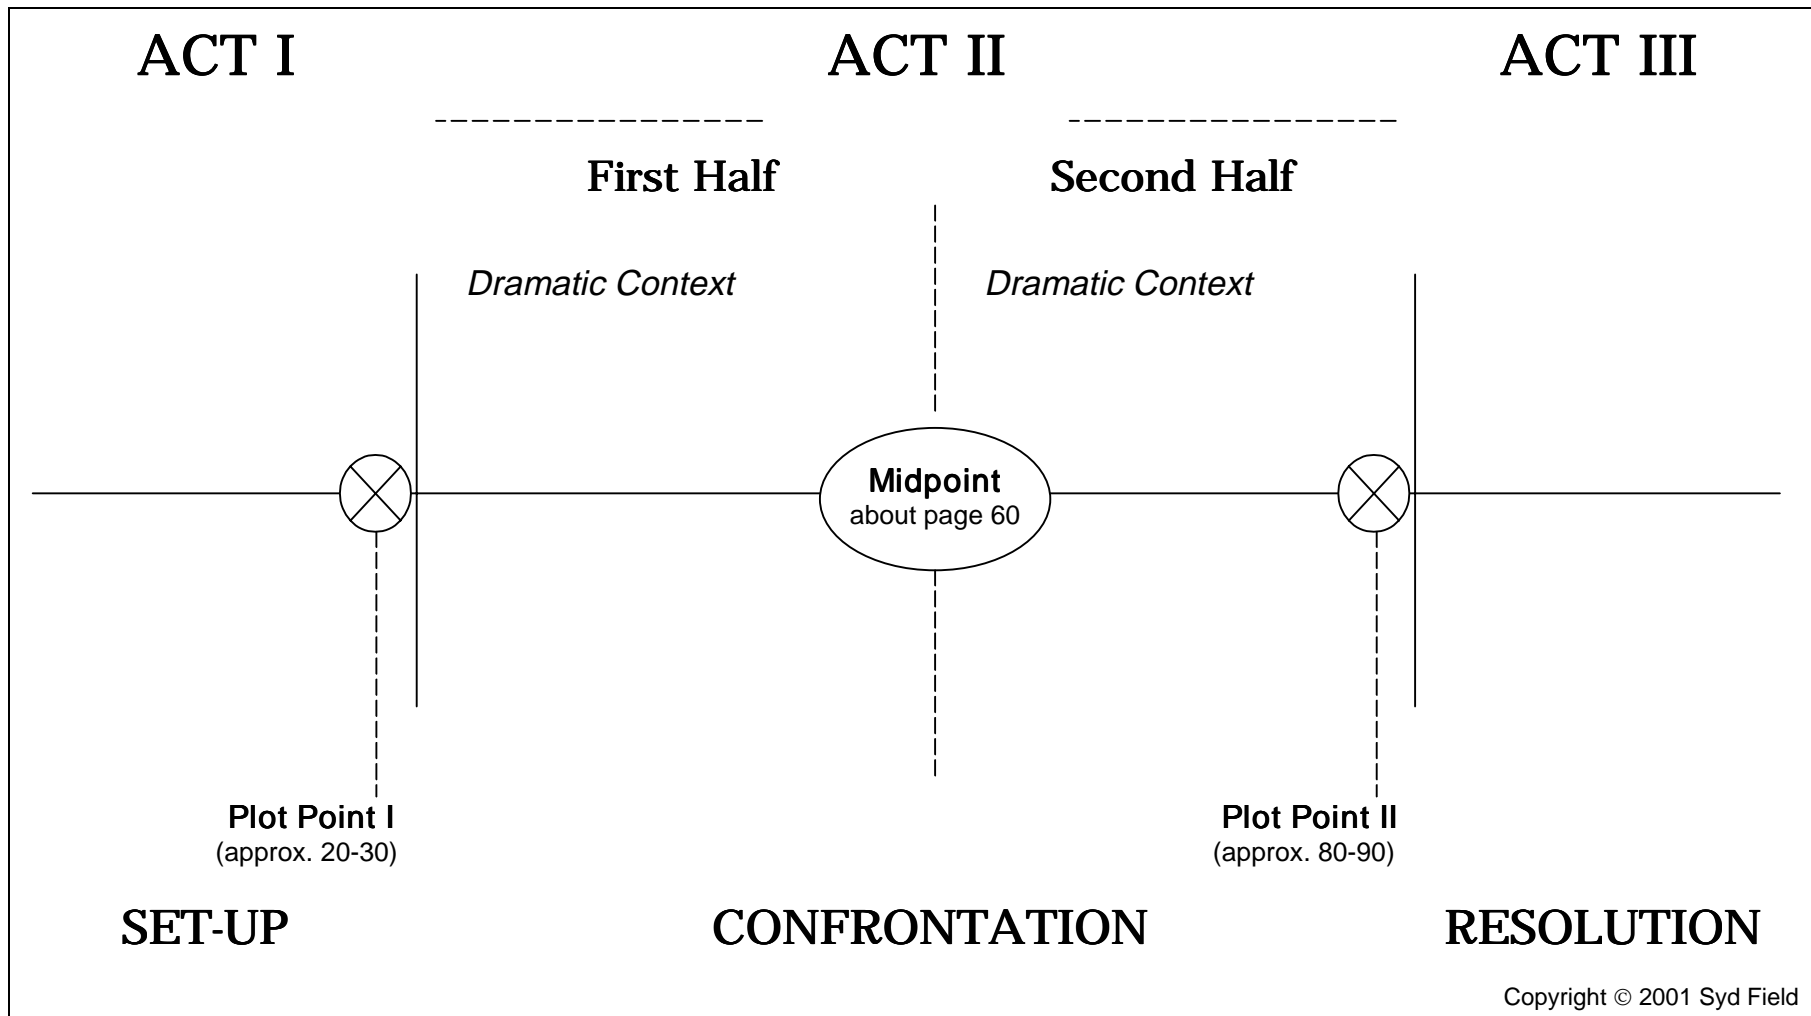 ACT I
ACT II
ACT III
First Half
Second Half
Dramatic Context
Dramatic Context
Midpoint
about page 60
Plot Point I
(approx. 20-30)
Plot Point II
(approx. 80-90)
SET-UP
CONFRONTATION
RESOLUTION
Copyright © 2001 Syd Field